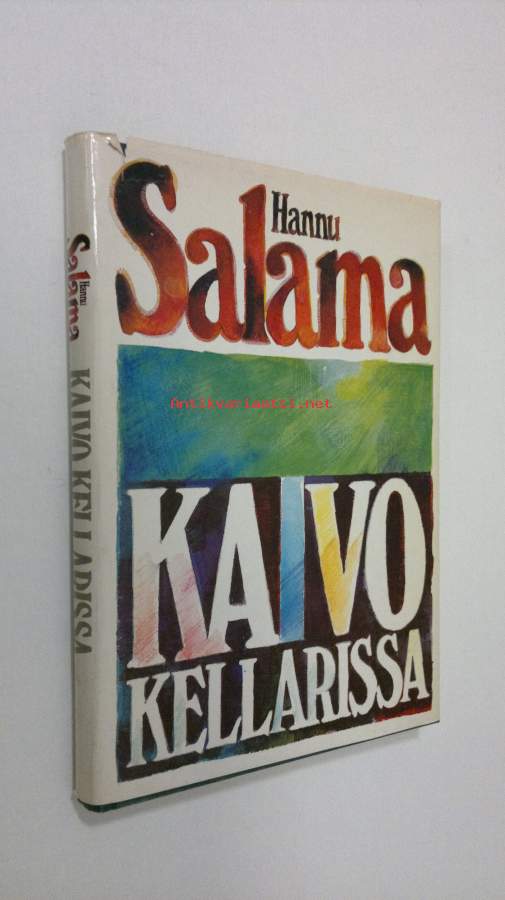 Hannu
Salama
Antikvariaatti.net
KAIVO
KELLARISSA
Hannu
Salama
KAIVO KELLARISSA